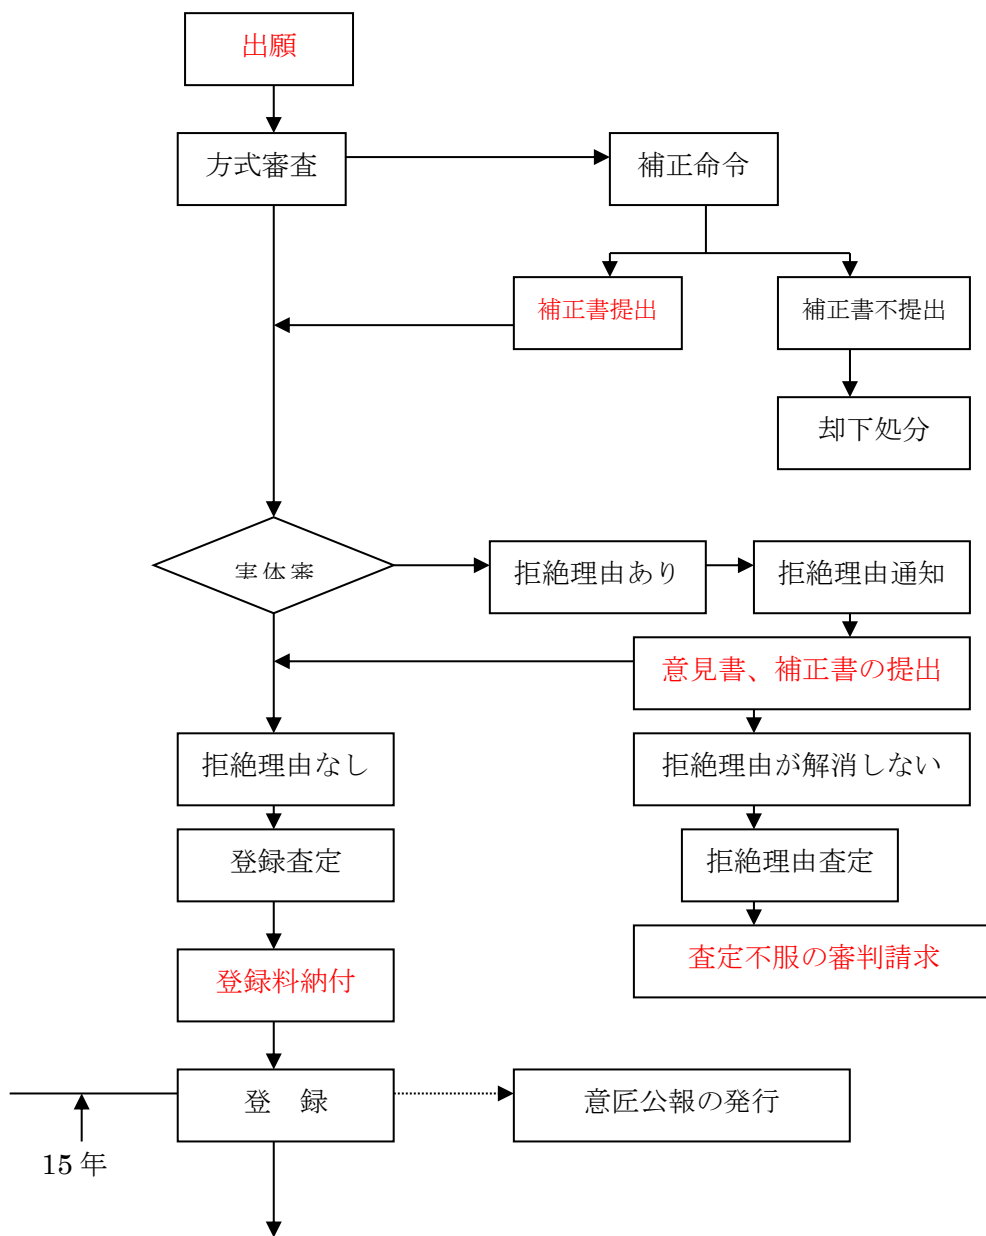 出願
方式審査
補正命令
補正書提出
補正書不提出
却下処分
実体審
拒絶理由あり
拒絶理由通知
意見書、補正書の提出
拒絶理由なし
拒絶理由が解消しない
登録査定
拒絶理由査定
登録料納付
査定不服の審判請求
登　録
意匠公報の発行
15 年